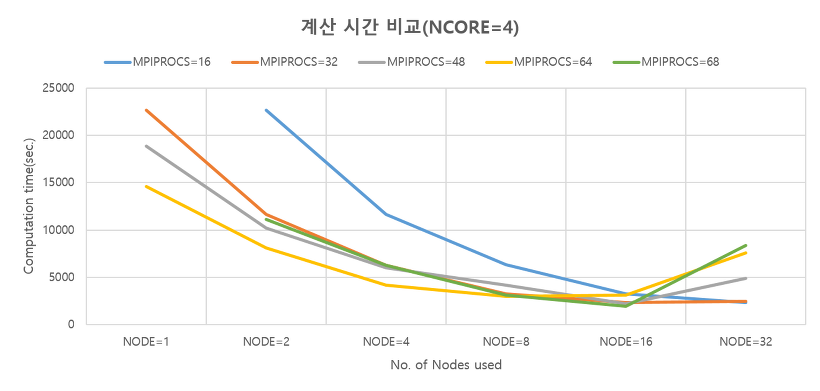 계산 시간 비교(NCORE=4)
MPIPROCS=16 MPIPROCS=32 MPIPROCS=48 MPIPROCS=64 MPIPROCS=68
25000
20000
15000
10000
5000
0
Computation time(sec.)
NODE=1 NODE=2 NODE=4 NODE=8 NODE=16 NODE=32
No. of Nodes used